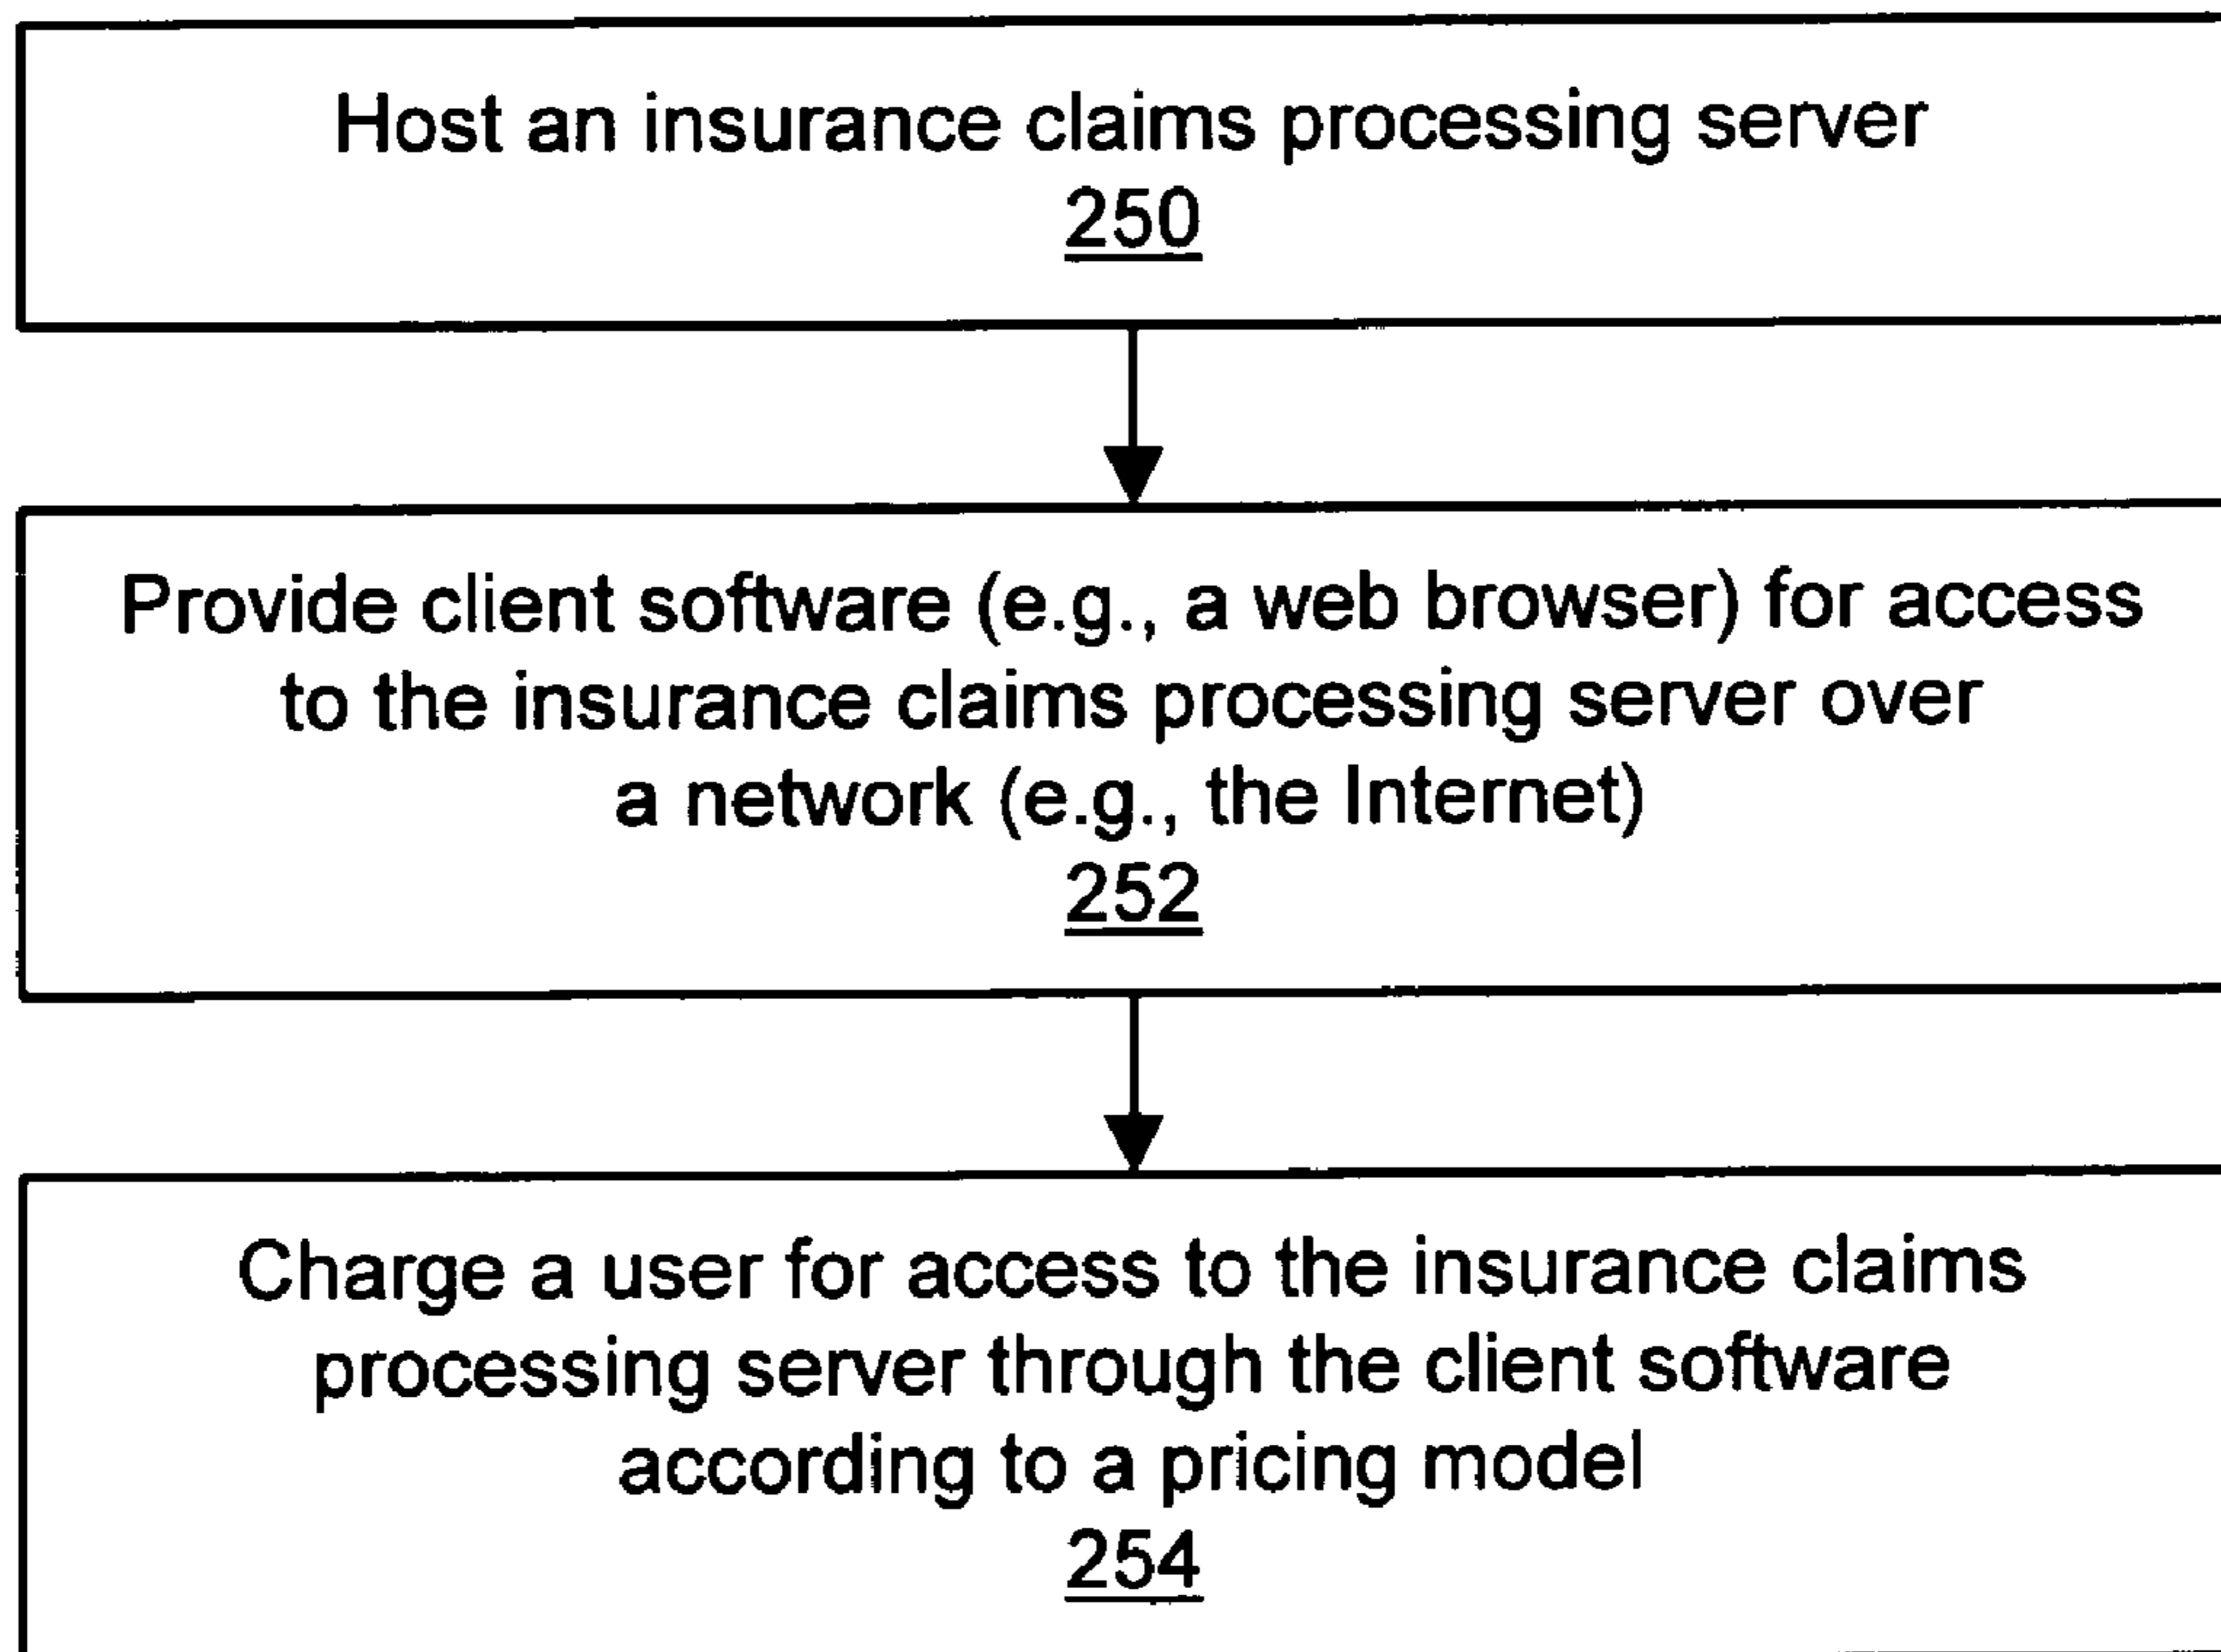 Host an insurance claims processing server
250
Provide client software (e.g., a web browser) for access
to the insurance claims processing server over
a network (e.g., the Internet)
252
Charge a user for access to the insurance claims
processing server through the client software
according to a pricing model
254